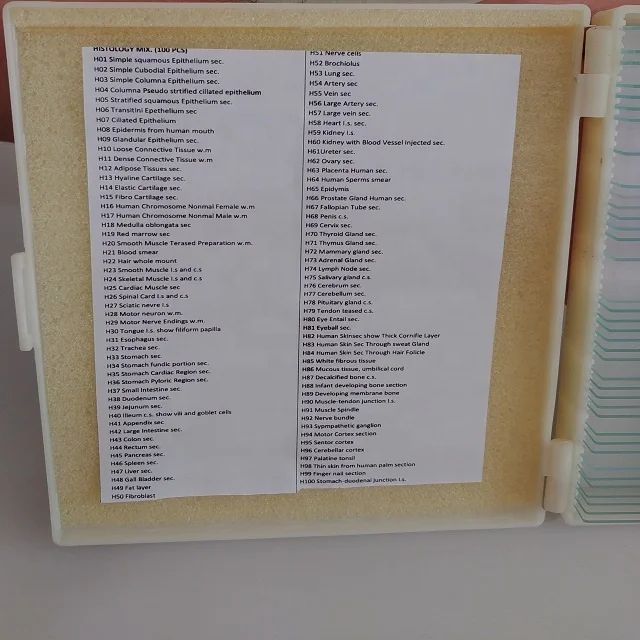 HISTOLOGY MIX. (100 PCS)
H01 Simple squamous Epithelium sec.
H02 Simple Cubodial Epithelium sec.
H03 Simple Columna Epithelium sec.
H04 Columna Pseudo strtified cillated epithelium
H05 Stratified squamous Epithelium sec.
H06 Transitini Epethelium sec
H07 Cillated Epithelium
H08 Epidermis from human mouth
H09 Glandular Epithelium sec.
H10 Loose Connective Tissue w.m
H11 Dense Connective Tissue w.m
H12 Adipose Tissues sec.
H13 Hyaline Cartilage sec.
H14 Elastic Cartilage sec.
H15 Fibro Cartilage sec.
H16 Human Chromosome Nonmal Female w.m
H17 Human Chromosome Nonmal Male w.m
H18 Medulla oblongata sec
H19 Red marrow sec
H20 Smooth Muscle Terased Preparation w.m.
H21 Blood smear
H22 Hair whole mount
H23 Smooth Muscle l.s and c.s
H24 Skeletal Muscle l.s and c.s
H25 Cardiac Muscle sec
H26 Spinal Card l.s and c.s
H27 Sciatic nevre l.s
H28 Motor neuron w.m.
H29 Motor Nerve Endings w.m.
H30 Tongue l.s. show filiform papilla
H31 Esophagus sec.
H32 Trachea sec.
H33 Stomach sec.
H34 Stomach fundic portion sec.
H35 Stomach Cardiac Region sec.
H36 Stomach Pyloric Region sec.
H37 Small Intestine sec.
H38 Duodenum sec.
H39 Jejunum sec.
H40 Illeum c.s. show vili and goblet cells
H41 Appendix sec
H42 Large Intestine sec.
H43 Colon sec.
H44 Rectum sec.
H45 Pancreas sec.
H46 Spleen sec.
H47 Liver sec.
H48 Gall Bladder sec.
H49 Fat layer
H50 Fibroblast
H51 Nerve cells
H52 Brochiolus
H53 Lung sec.
H54 Artery sec
H55 Vein sec
H56 Large Artery sec.
H57 Large vein sec.
H58 Heart l.s. sec.
H59 Kidney l.s.
H60 Kidney with Blood Vessel Injected sec.
H61Ureter sec.
H62 Ovary sec.
H63 Placenta Human sec.
H64 Human Sperms smear
H65 Epidymis
H66 Prostate Gland Human sec.
H67 Fallopian Tube sec.
H68 Penis c.s.
H69 Cervix sec.
H70 Thyroid Gland sec.
H71 Thymus Gland sec.
H72 Mammary gland sec.
H73 Adrenal Gland sec.
H74 Lymph Node sec.
H75 Salivary gland c.s.
H76 Cerebrum sec.
H77 Cerebellum sec.
H78 Pituitary gland c.s.
H79 Tendon teased c.s.
H80 Eye Entail sec.
H81 Eyeball sec.
H82 Human Skinsec show Thick Cornifie Layer
H83 Human Skin Sec Through sweat Gland
H84 Human Skin Sec Through Hair Folicle
H85 White fibrous tissue
H86 Mucous tissue, umbilical cord
H87 Decalcified bone c.s.
H88 Infant developing bone section
H89 Developing membrane bone
H90 Muscle-tendon junction l.s.
H91 Muscle Spindle
H92 Nerve bundle
H93 Sympathetic ganglion
H94 Motor Cortex section
H95 Sentor cortex
H96 Cerebellar cortex
H97 Palatine tonsil
H98 Thin skin from human palm section
H99 Finger nail section
H100 Stomach-duodenal junction l.s.